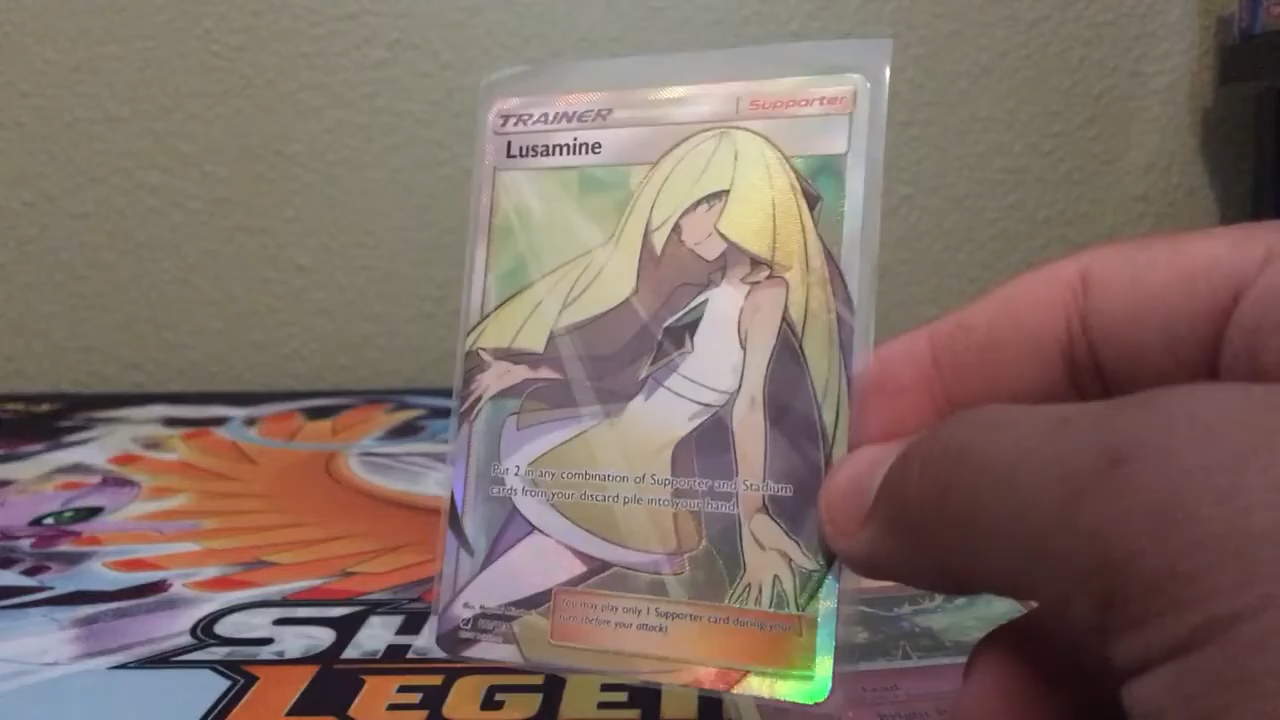 TRAINER
Supporter
Lusamine
Put 2 in any combination of Supporter and Stadium
cards from your discard pile into your hand.
You may play only 1 Supporter card during your
turn (before your attack).
SH
LEGEN